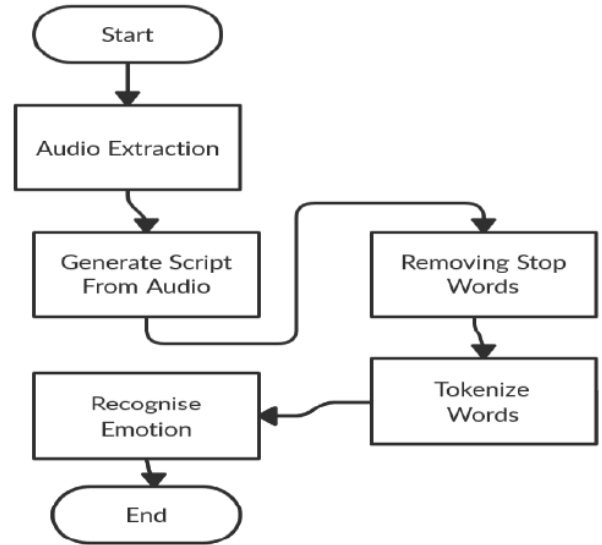 Start
Audio Extraction
Generate Script
From Audio
Removing Stop
Words
Tokenize
Words
Recognise
Emotion
End